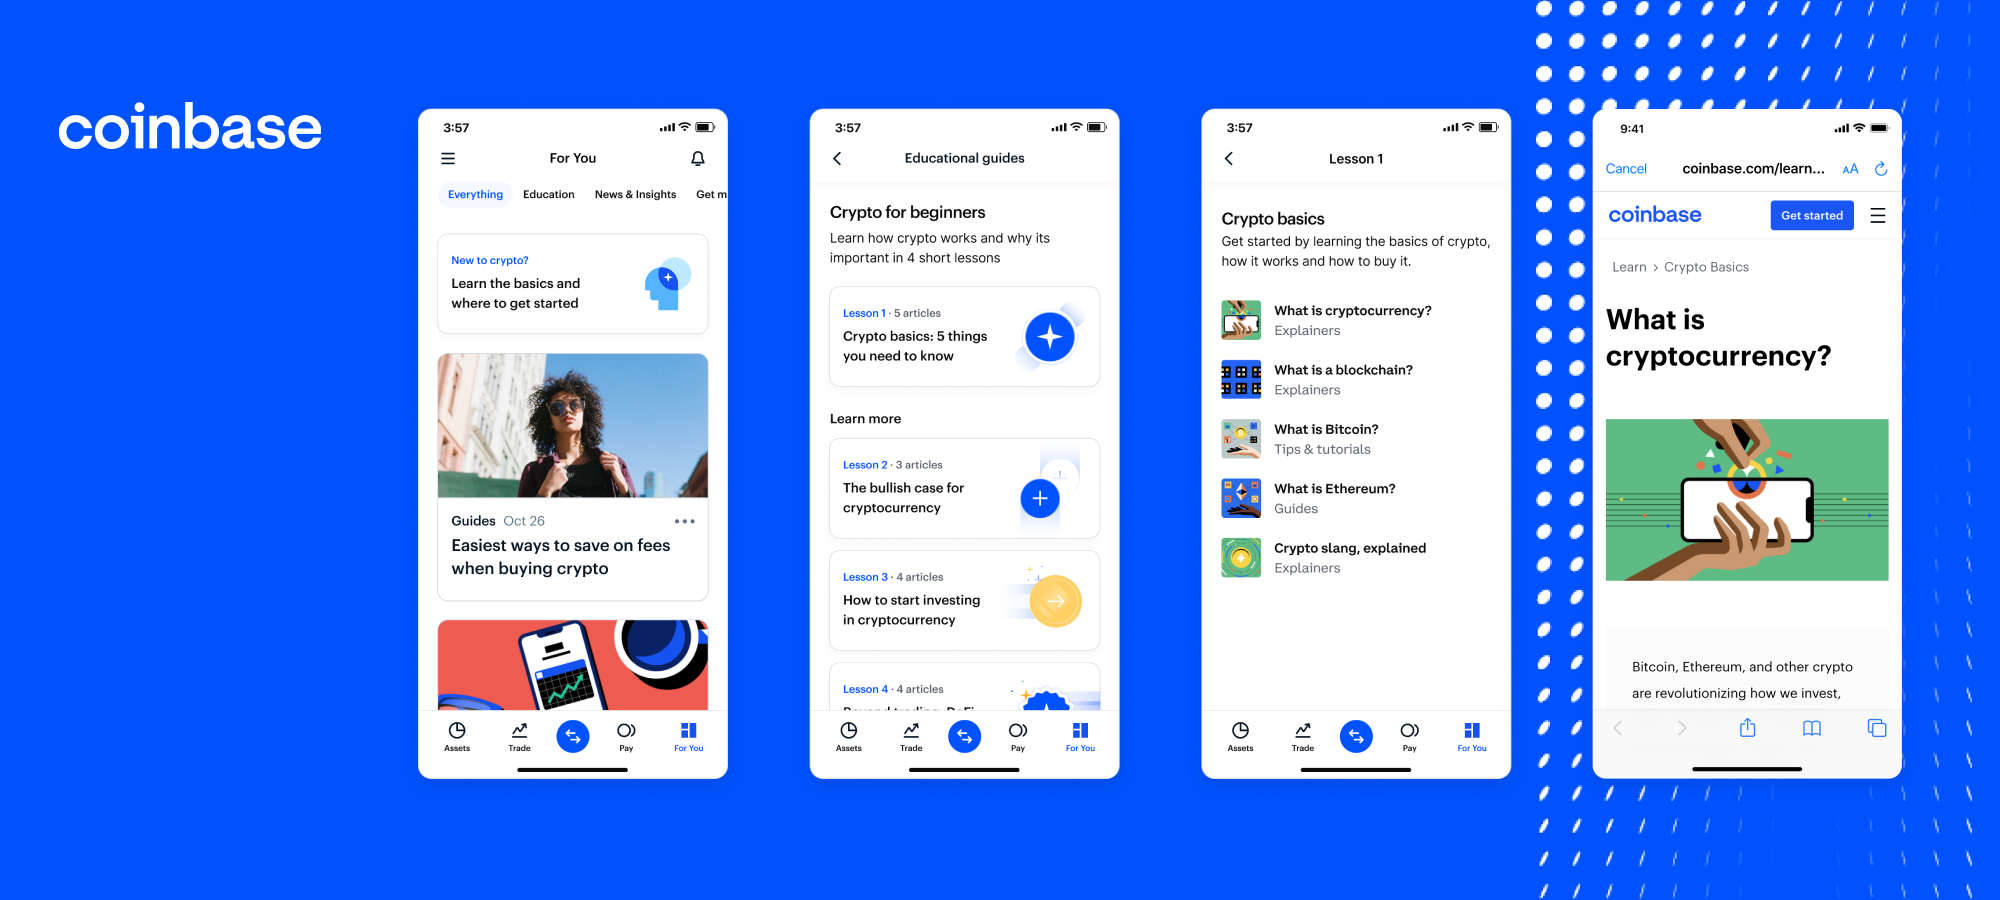 coinbase
3:57
For You
Everything
Education
News & Insights
Get m
New to crypto?
Learn the basics and
where to get started
Guides Oct 26
Easiest ways to save on fees
when buying crypto
Assets
Trade
Pay
For You
3:57
Educational guides
Crypto for beginners
Learn how crypto works and why its
important in 4 short lessons
Lesson 1 · 5 articles
Crypto basics: 5 things
you need to know
Learn more
Lesson 2 · 3 articles
The bullish case for
cryptocurrency
Lesson 3 · 4 articles
How to start investing
in cryptocurrency
Lesson 4 · 4 articles
Beyond trading: DeFi
Assets
Trade
Pay
For You
3:57
Lesson 1
Crypto basics
Get started by learning the basics of crypto,
how it works and how to buy it.
What is cryptocurrency?
Explainers
What is a blockchain?
Explainers
What is Bitcoin?
Tips & tutorials
What is Ethereum?
Guides
Crypto slang, explained
Explainers
Assets
Trade
Pay
For You
9:41
Cancel
coinbase.com/learn...
AA
coinbase
Get started
Learn > Crypto Basics
What is
cryptocurrency?
Bitcoin, Ethereum, and other crypto
are revolutionizing how we invest,